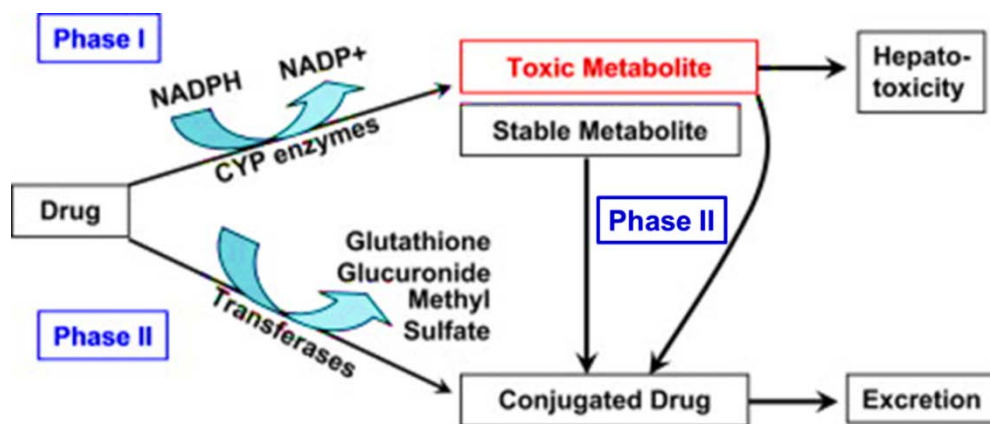 Phase I
NADPH
NADP+
CYP enzymes
Toxic Metabolite
Stable Metabolite
Hepato-
toxicity
Drug
Phase II
Glutathione
Glucuronide
Methyl
Sulfate
Transferases
Phase II
Conjugated Drug
Excretion